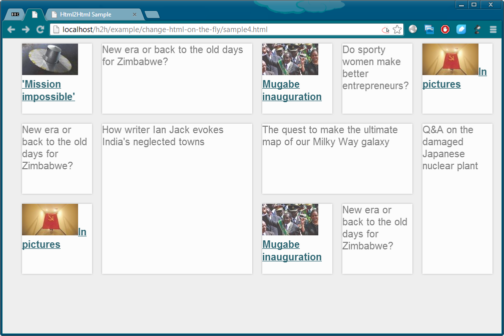 Html2Html Sample
localhost/h2h/example/change-html-on-the-fly/sample4.html
'Mission
impossible'
New era or back to the old days
for Zimbabwe?
Mugabe
inauguration
Do sporty
women make
better
entrepreneurs?
In
pictures
New era or
back to the old
days for
Zimbabwe?
How writer Ian Jack evokes
India's neglected towns
The quest to make the ultimate
map of our Milky Way galaxy
Q&A on the
damaged
Japanese
nuclear plant
In
pictures
Mugabe
inauguration
New era or
back to the old
days for
Zimbabwe?